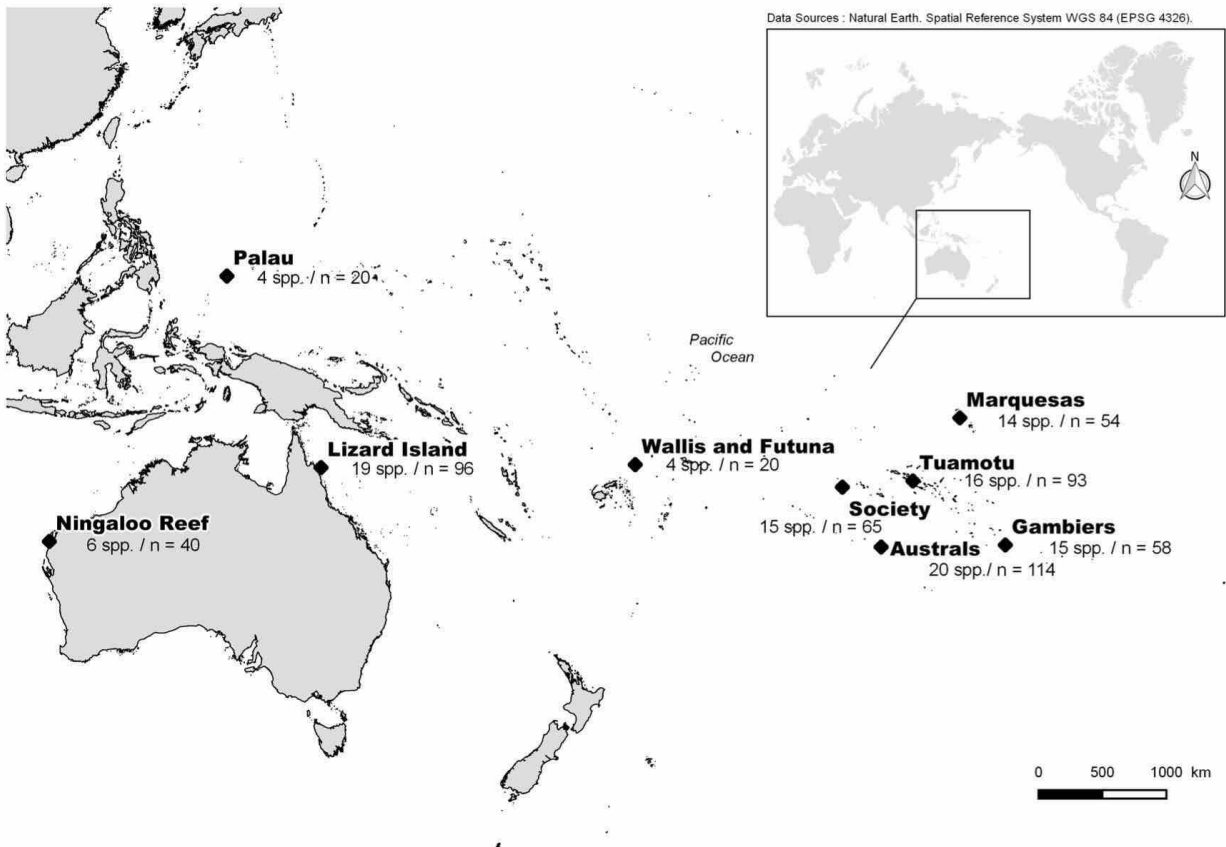 Data Sources : Natural Earth. Spatial Reference System WGS 84 (EPSG 4326).
N
Palau
4 spp. / n = 20
Pacific
Ocean
Marquesas
14 spp. / n = 54
Lizard Island
19 spp. / n = 96
Wallis and Futuna
4 spp. / n = 20
Tuamotu
16 spp. / n = 93
Society
15 spp. / n = 65
Ningaloo Reef
6 spp. / n = 40
Gambiers
15 spp. / n = 58
Australs
20 spp./ n = 114
0 500 1000 km